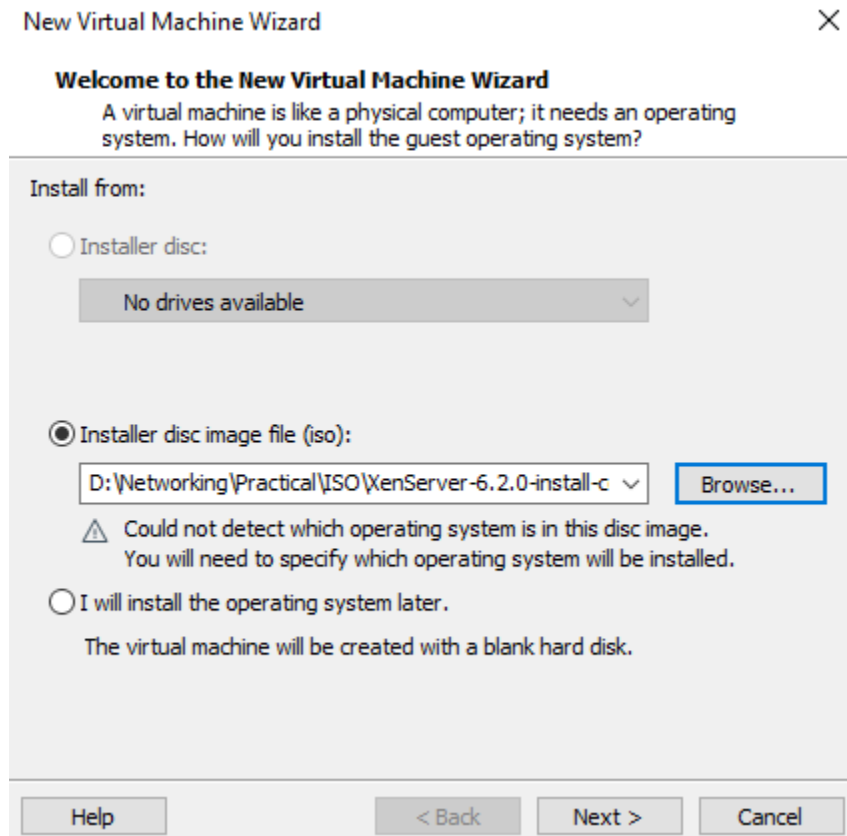 New Virtual Machine Wizard
Welcome to the New Virtual Machine Wizard
A virtual machine is like a physical computer; it needs an operating
system. How will you install the guest operating system?
Install from:
Installer disc:
No drives available
Installer disc image file (iso):
D:\Networking\Practical\ISO\XenServer-6.2.0-install-c
Browse...
Could not detect which operating system is in this disc image.
You will need to specify which operating system will be installed.
I will install the operating system later.
The virtual machine will be created with a blank hard disk.
Help
< Back
Next >
Cancel